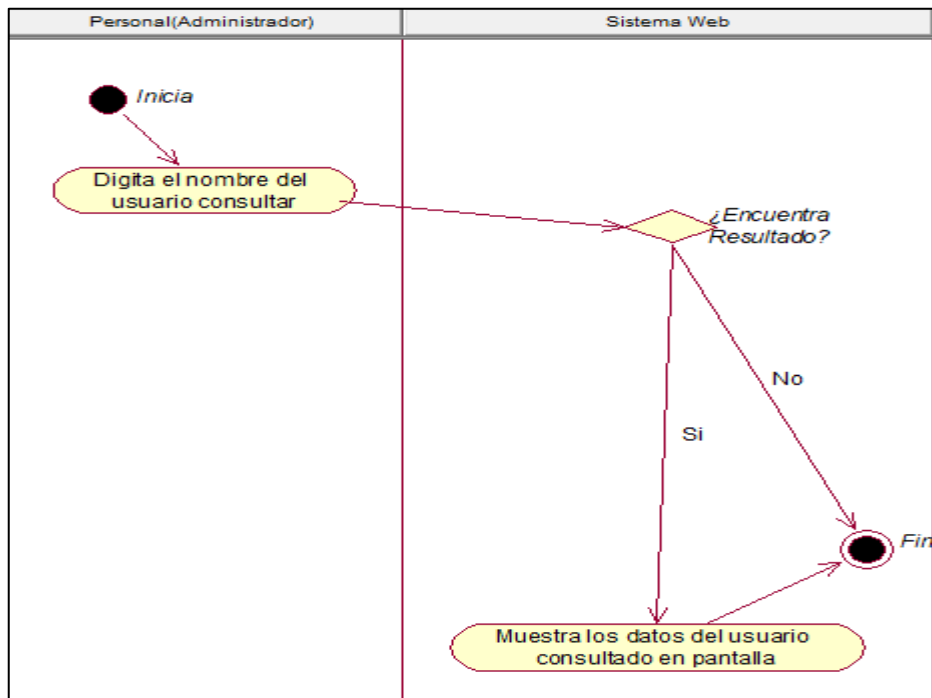 Personal(Administrador)
Sistema Web
Inicia
Digita el nombre del
usuario consultar
¿Encuentra
Resultado?
No
Si
Fin
Muestra los datos del usuario
consultado en pantalla